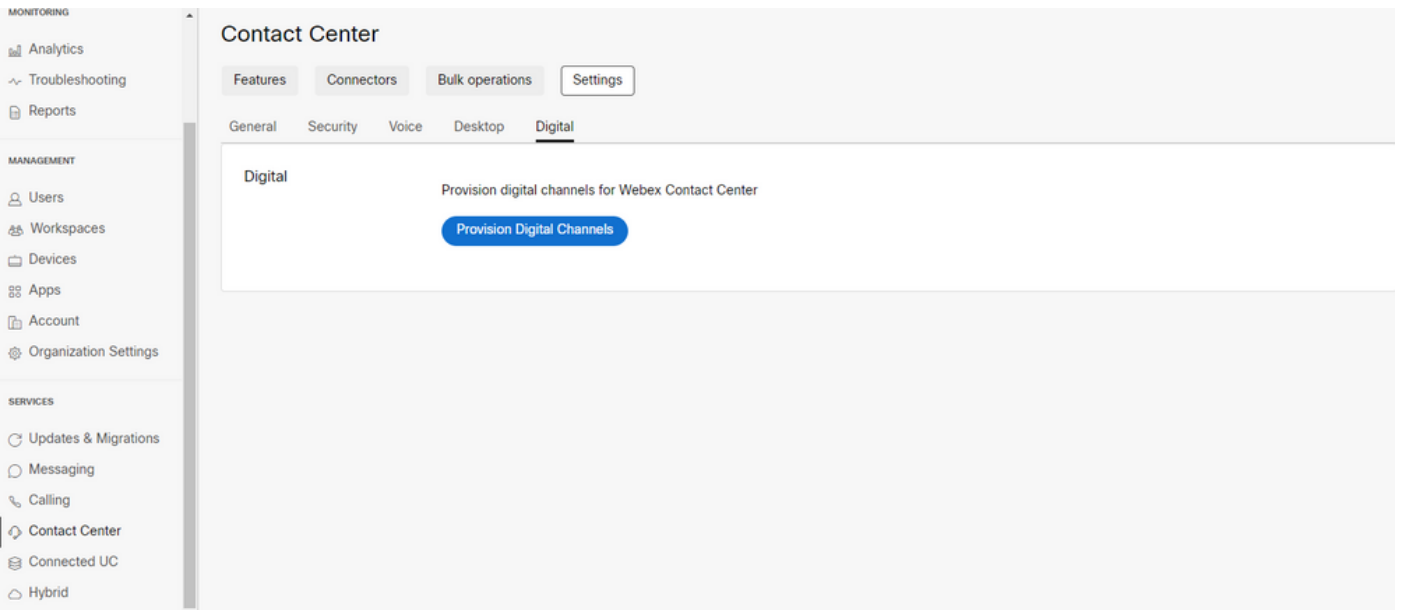 MONITORING
Analytics
Troubleshooting
Reports
MANAGEMENT
Users
Workspaces
Devices
Apps
Account
Organization Settings
SERVICES
Updates & Migrations
Messaging
Calling
Contact Center
Connected UC
Hybrid
Contact Center
Features Connectors Bulk operations Settings
General Security Voice Desktop Digital
Digital
Provision digital channels for Webex Contact Center
Provision Digital Channels